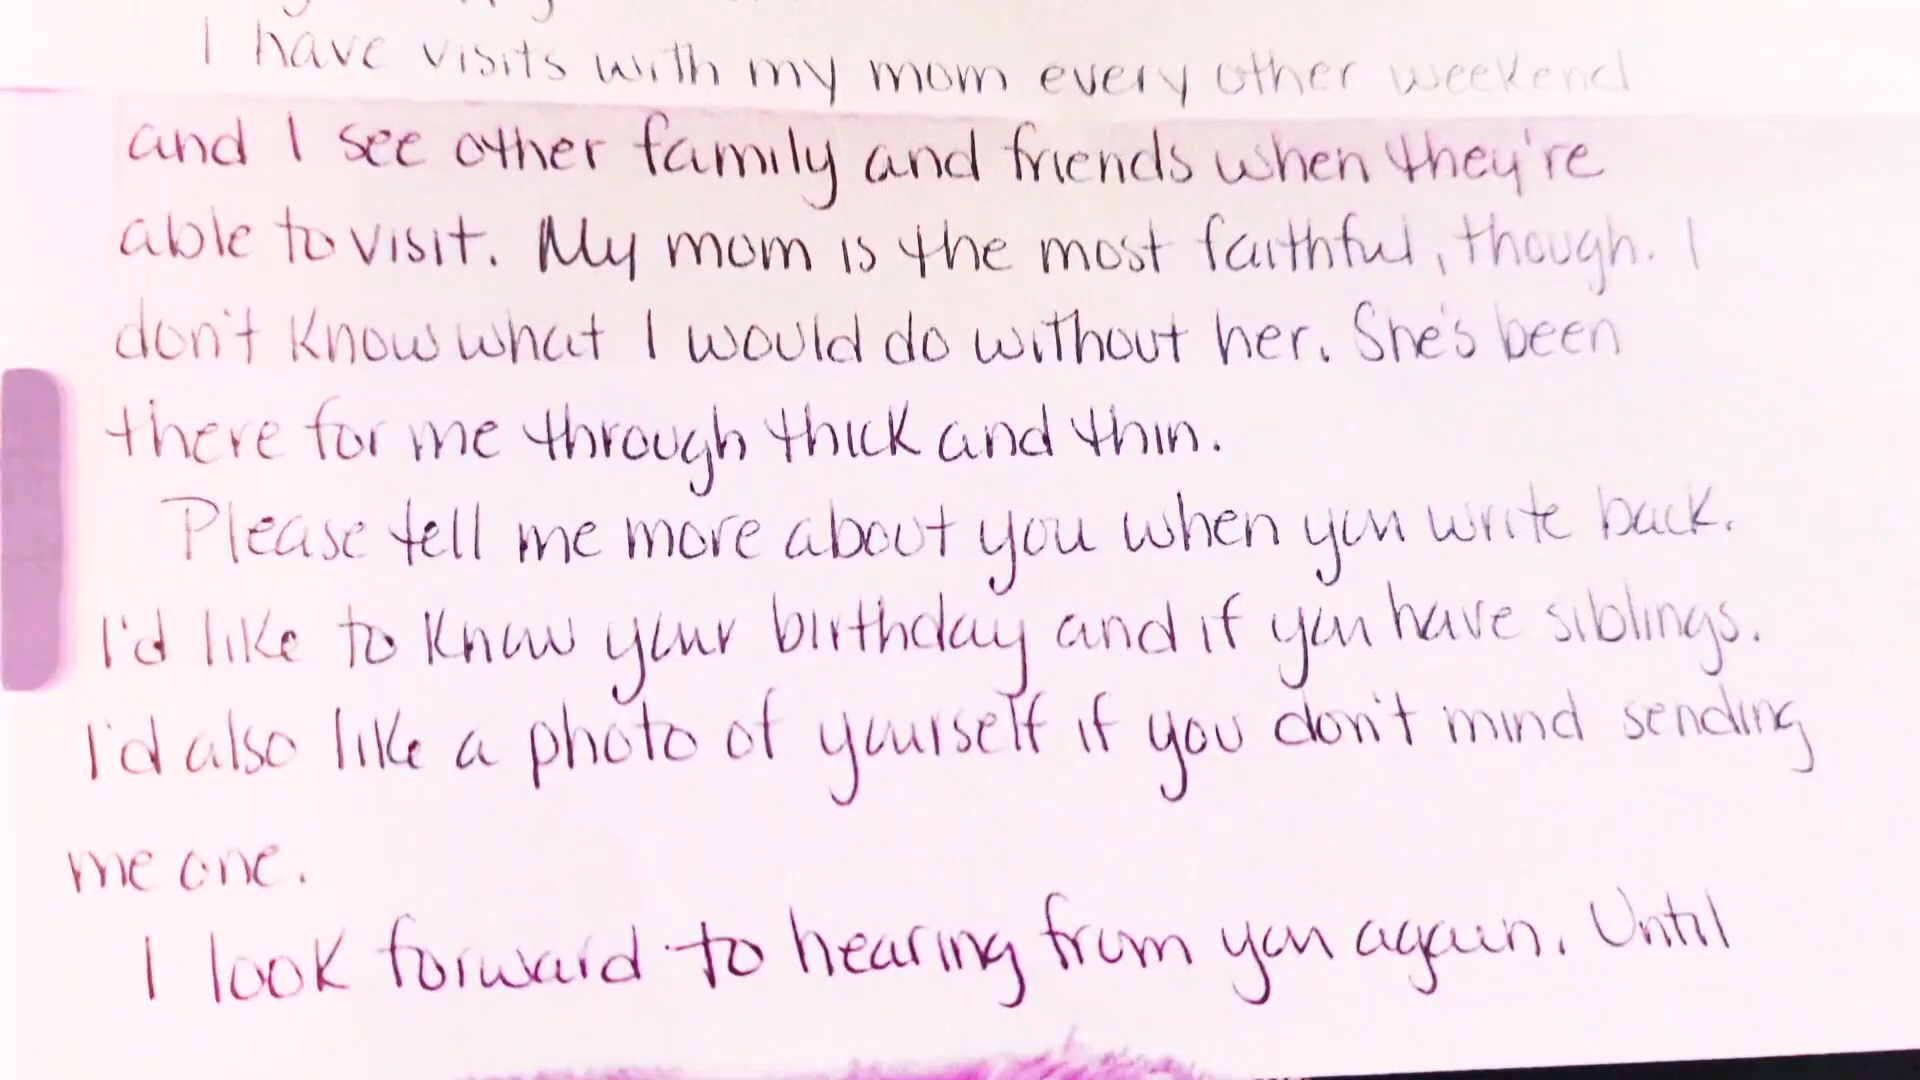 I have visits with my mom every other weekend
and I see other family and friends when they're
able to visit. My mom is the most faithful, though. I
don't know what I would do without her. She's been
there for me through thick and thin.
Please tell me more about you when you write back.
I'd like to know your birthday and if you have siblings.
I'd also like a photo of yourself if you don't mind sending
me one.
I look forward to hearing from you again. Until